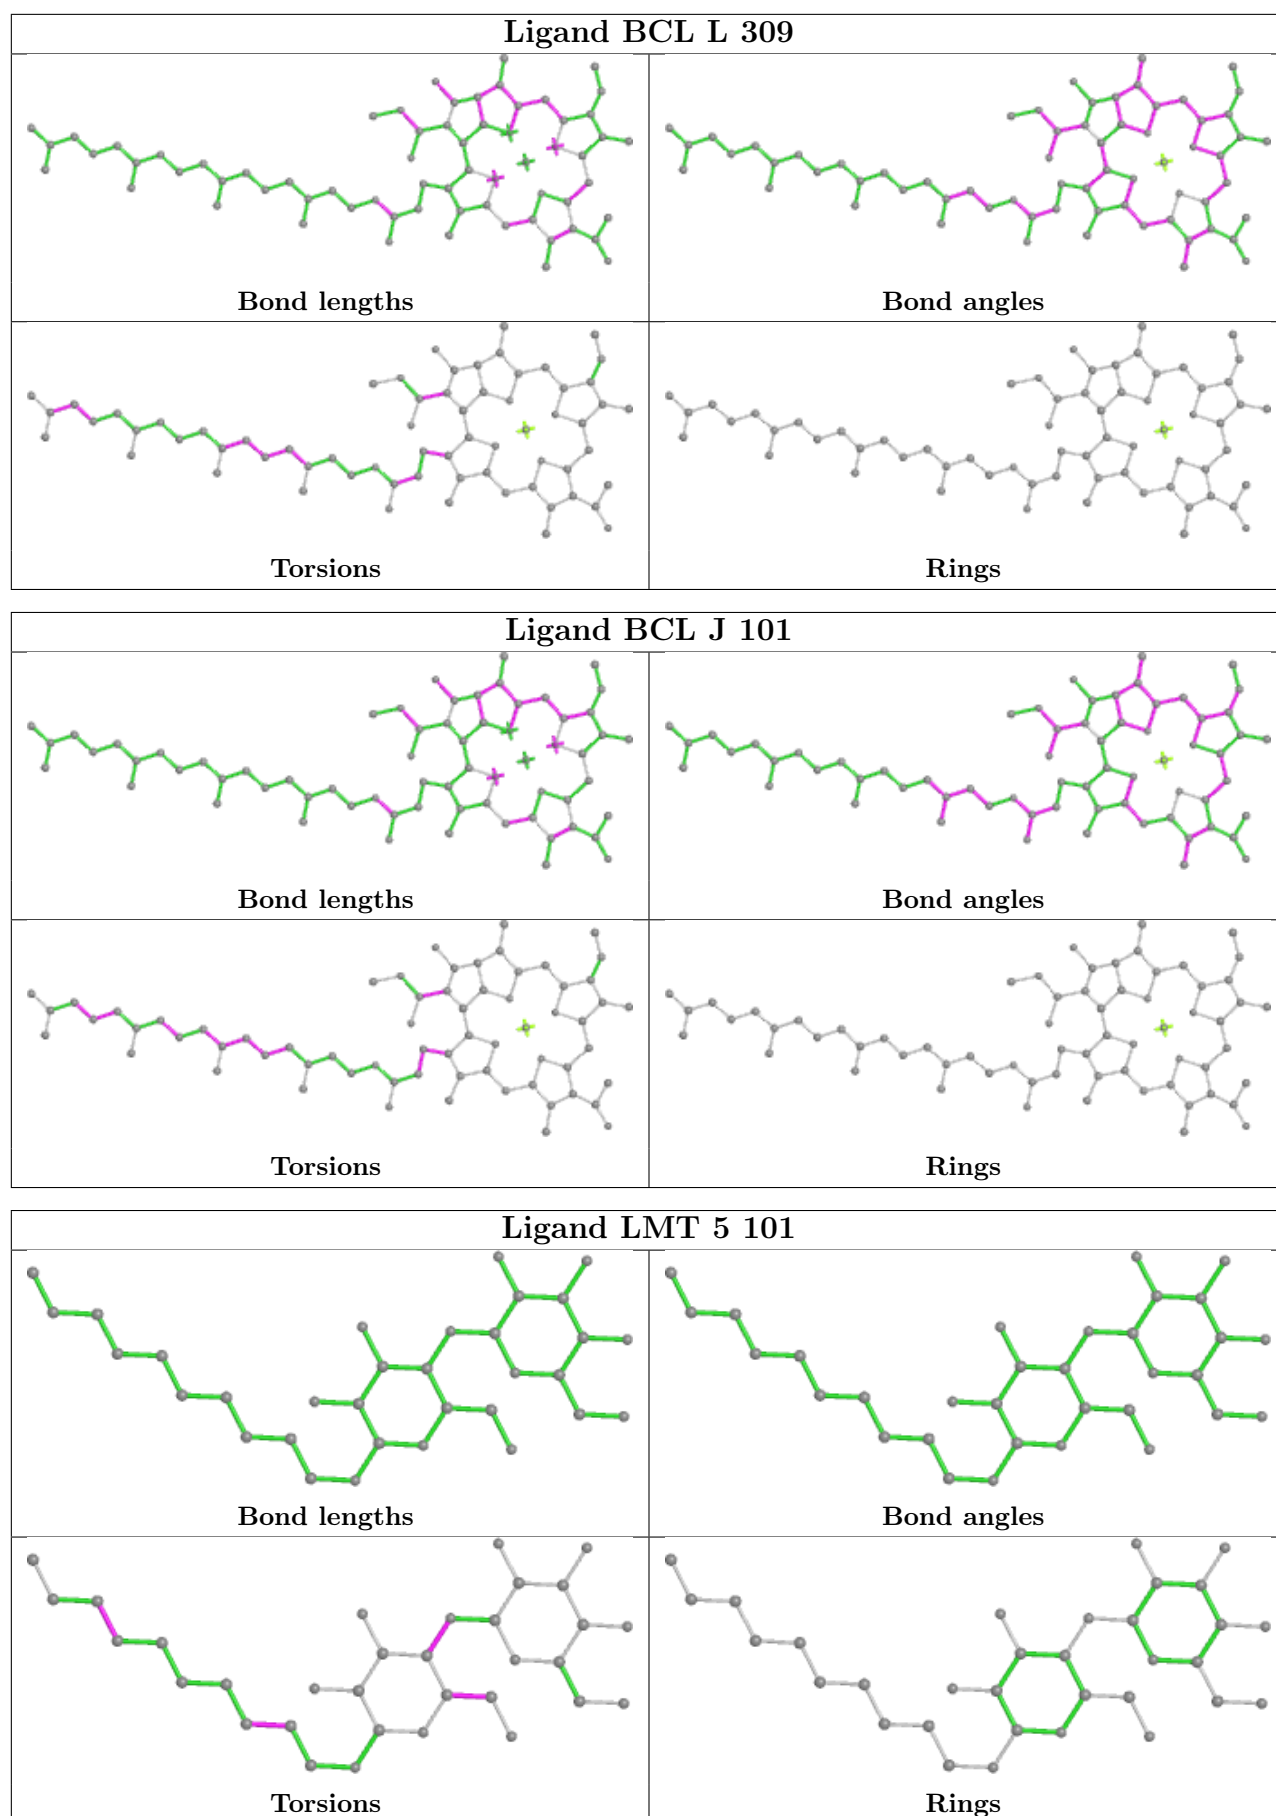 Ligand BCL L 309
Bond lengths
Bond angles
Torsions
Rings
Ligand BCL J 101
Bond lengths
Bond angles
Torsions
Rings
Ligand LMT 5 101
Bond lengths
Bond angles
Torsions
Rings